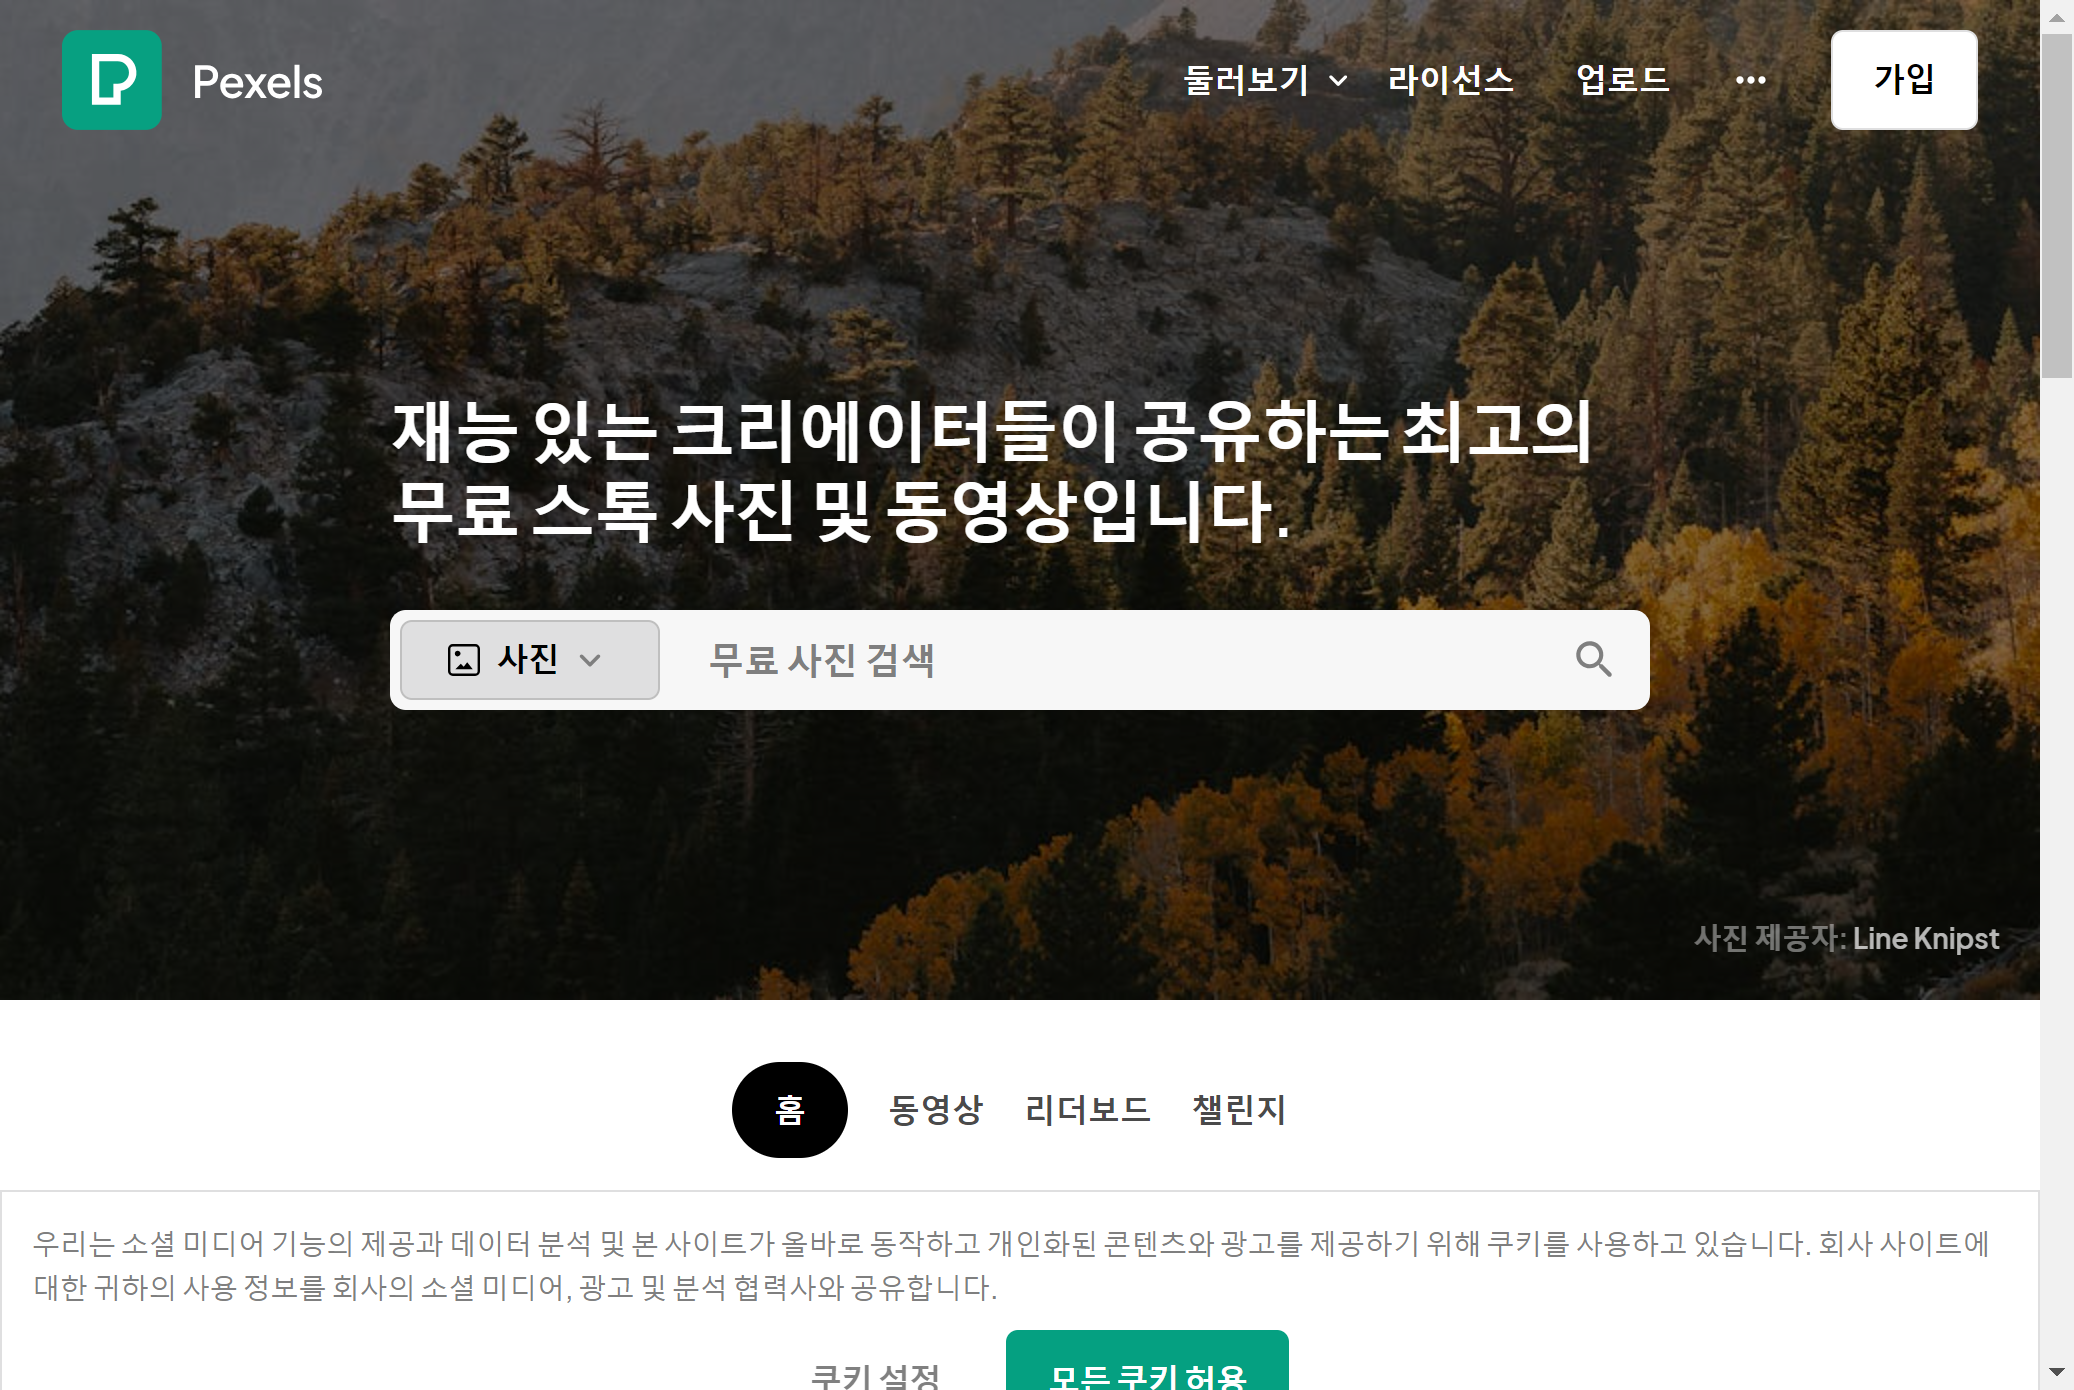 Pexels
둘러보기
라이선스
업로드
가입
재능 있는 크리에이터들이 공유하는 최고의
무료 스톡 사진 및 동영상입니다.
사진
무료 사진 검색
사진 제공자: Line Knipst
홈
동영상
리더보드
챌린지
우리는 소셜 미디어 기능의 제공과 데이터 분석 및 본 사이트가 올바로 동작하고 개인화된 콘텐츠와 광고를 제공하기 위해 쿠키를 사용하고 있습니다. 회사 사이트에
대한 귀하의 사용 정보를 회사의 소셜 미디어, 광고 및 분석 협력사와 공유합니다.
쿠키 설정
모든 쿠키 허용